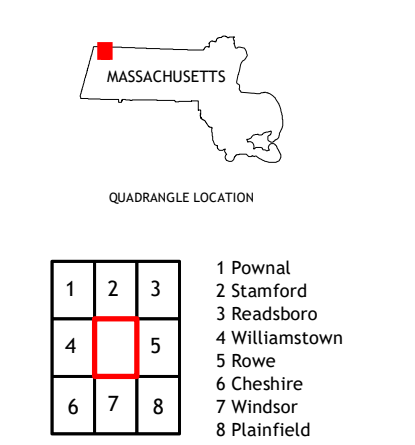 MASSACHUSETTS
QUADRANGLE LOCATION
1 2 3
4 5
6 7 8
1 Pownal
2 Stamford
3 Readsboro
4 Williamstown
5 Rowe
6 Cheshire
7 Windsor
8 Plainfield